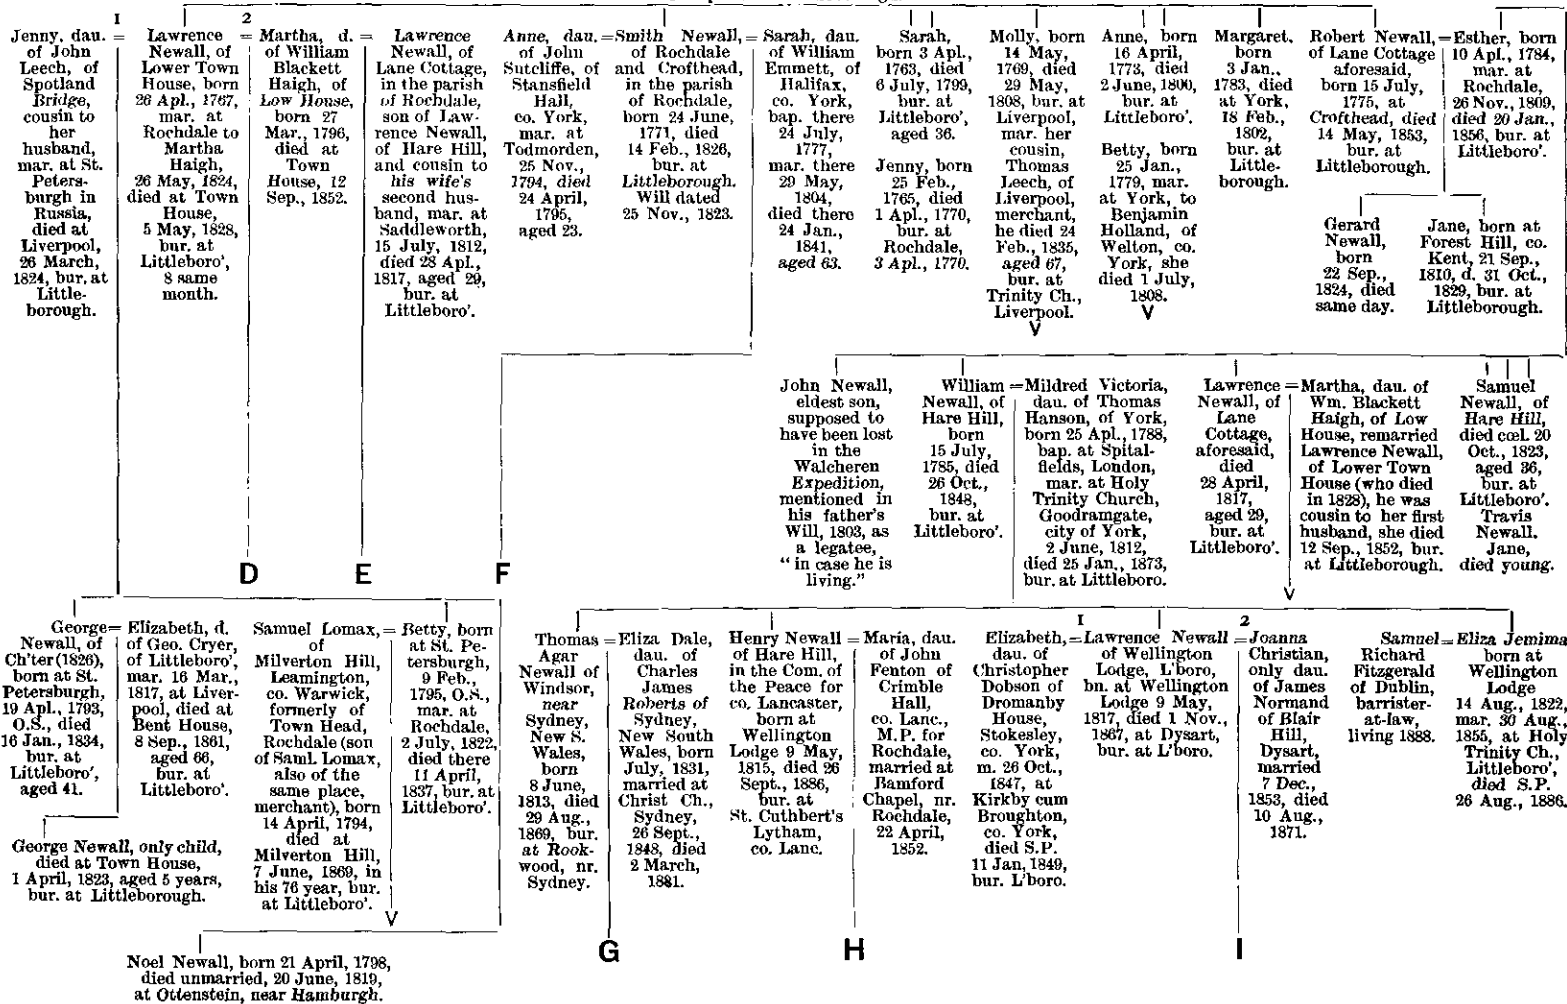 1
2
Jenny, dau.
of John
Leech, of
Spotland
Bridge,
cousin to
her
husband,
mar. at St.
Peters-
burgh in
Russia,
died at
Liverpool,
26 March,
1824, bur. at
Little-
borough.
=
Lawrence
Newall, of
Lower Town
House, born
26 Apl., 1767,
mar. at
Rochdale to
Martha
Haigh,
26 May, 1824,
died at Town
House,
5 May, 1828,
bur. at
Littleboro',
8 same
month.
=
Martha, d.
of William
Blackett
Haigh, of
Low House,
born 27
Mar., 1796,
died at
Town
House, 12
Sep., 1852.
=
Lawrence
Newall, of
Lane Cottage,
in the parish
of Rochdale,
son of Law-
rence Newall,
of Hare Hill,
and cousin to
his wife's
second hus-
band, mar. at
Saddleworth,
15 July, 1812,
died 28 Apl.,
1817, aged 29,
bur. at
Littleboro'.
Anne, dau.
of John
Sutcliffe, of
Stansfield
Hall,
co. York,
mar. at
Todmorden,
25 Nov.,
1794, died
24 April,
1795,
aged 23.
=
Smith Newall,
of Rochdale
and Crofthead,
in the parish
of Rochdale,
born 24 June,
1771, died
14 Feb., 1826,
bur. at
Littleborough.
Will dated
25 Nov., 1823.
=
Sarah, dau.
of William
Emmett, of
Halifax,
co. York,
bap. there
24 July,
1777,
mar. there
29 May,
1804,
died there
24 Jan.,
1841,
aged 63.
Sarah,
born 3 Apl.,
1763, died
6 July, 1799,
bur. at
Littleboro',
aged 36.
Jenny, born
25 Feb.,
1765, died
1 Apl., 1770,
bur. at
Rochdale,
3 Apl., 1770.
Molly, born
14 May,
1769, died
29 May,
1808, bur. at
Liverpool,
mar. her
cousin,
Thomas
Leech, of
Liverpool,
merchant,
he died 24
Feb., 1835,
aged 67,
bur. at
Trinity Ch.,
Liverpool.
Anne, born
16 April,
1773, died
2 June, 1800,
bur. at
Littleboro'.
Betty, born
25 Jan.,
1779, mar.
at York, to
Benjamin
Holland, of
Welton, co.
York, she
died 1 July,
1808.
Margaret,
born
3 Jan.,
1783, died
at York,
18 Feb.,
1802,
bur. at
Little-
borough.
Robert Newall,
of Lane Cottage
aforesaid,
born 15 July,
1775, at
Crofthead, died
14 May, 1853,
bur. at
Littleborough.
=
Esther, born
10 Apl., 1784,
mar. at
Rochdale,
26 Nov., 1809,
died 20 Jan.,
1856, bur. at
Littleboro'.
Gerard
Newall,
born
22 Sep.,
1824, died
same day.
Jane, born at
Forest Hill, co.
Kent, 21 Sep.,
1810, d. 31 Oct.,
1829, bur. at
Littleborough.
John Newall,
eldest son,
supposed to
have been lost
in the
Walcheren
Expedition,
mentioned in
his father's
Will, 1803, as
a legatee,
"in case he is
living."
William
Newall, of
Hare Hill,
born
15 July,
1785, died
26 Oct.,
1848,
bur. at
Littleboro'.
=
Mildred Victoria,
dau. of Thomas
Hanson, of York,
born 25 Apl., 1788,
bap. at Spital-
fields, London,
mar. at Holy
Trinity Church,
Goodramgate,
city of York,
2 June, 1812,
died 25 Jan., 1873,
bur. at Littleboro.
Lawrence
Newall, of
Lane
Cottage,
aforesaid,
died
28 April,
1817,
aged 29,
bur. at
Littleboro'.
=
Martha, dau. of
Wm. Blackett
Haigh, of Low
House, remarried
Lawrence Newall,
of Lower Town
House (who died
in 1828), he was
cousin to her first
husband, she died
12 Sep., 1852, bur.
at Littleborough.
Samuel
Newall, of
Hare Hill,
died cœl. 20
Oct., 1823,
aged 36,
bur. at
Littleboro'.
Travis
Newall.
Jane,
died young.
D
E
F
George
Newall, of
Ch'ter (1826),
born at St.
Petersburgh,
19 Apl., 1793,
O.S., died
16 Jan., 1834,
bur. at
Littleboro',
aged 41.
=
Elizabeth, d.
of Geo. Cryer,
of Littleboro',
mar. 16 Mar.,
1817, at Liver-
pool, died at
Bent House,
8 Sep., 1861,
aged 66,
bur. at
Littleboro'.
Samuel Lomax,
of
Milverton Hill,
Leamington,
co. Warwick,
formerly of
Town Head,
Rochdale (son
of Saml. Lomax,
also of the
same place,
merchant), born
14 April, 1794,
died at
Milverton Hill,
7 June, 1869, in
his 76 year, bur.
at Littleboro'.
=
Betty, born
at St. Pe-
tersburgh,
9 Feb.,
1795, O.S.,
mar. at
Rochdale,
2 July, 1822,
died there
11 April,
1837, bur. at
Littleboro'.
George Newall, only child,
died at Town House,
1 April, 1823, aged 5 years,
bur. at Littleborough.
Noel Newall, born 21 April, 1798,
died unmarried, 20 June, 1819,
at Ottenstein, near Hamburgh.
Thomas
Agar
Newall of
Windsor,
near
Sydney,
New S.
Wales,
born
8 June,
1813, died
29 Aug.,
1869, bur.
at Rook-
wood, nr.
Sydney.
=
Eliza Dale,
dau. of
Charles
James
Roberts of
Sydney,
New South
Wales, born
July, 1831,
married at
Christ Ch.,
Sydney,
26 Sept.,
1848, died
2 March,
1881.
Henry Newall
of Hare Hill,
in the Com. of
the Peace for
co. Lancaster,
born at
Wellington
Lodge 9 May,
1815, died 26
Sept., 1886,
bur. at
St. Cuthbert's
Lytham,
co. Lanc.
=
Maria, dau.
of John
Fenton of
Crimble
Hall,
co. Lanc.,
M.P. for
Rochdale,
married at
Bamford
Chapel, nr.
Rochdale,
22 April,
1852.
1
2
Elizabeth,
dau. of
Christopher
Dobson of
Dromanby
House,
Stokesley,
co. York,
m. 26 Oct.,
1847, at
Kirkby cum
Broughton,
co. York,
died S.P.
11 Jan, 1849,
bur. L'boro.
=
Lawrence Newall
of Wellington
Lodge, L'boro,
bn. at Wellington
Lodge 9 May,
1817, died 1 Nov.,
1867, at Dysart,
bur. at L'boro.
=
Joanna
Christian,
only dau.
of James
Normand
of Blair
Hill,
Dysart,
married
7 Dec.,
1853, died
10 Aug.,
1871.
Samuel
Richard
Fitzgerald
of Dublin,
barrister-
at-law,
living 1888.
=
Eliza Jemima
born at
Wellington
Lodge
14 Aug., 1822,
mar. 30 Aug.,
1855, at Holy
Trinity Ch.,
Littleboro',
died S.P.
26 Aug., 1886.
G
H
I